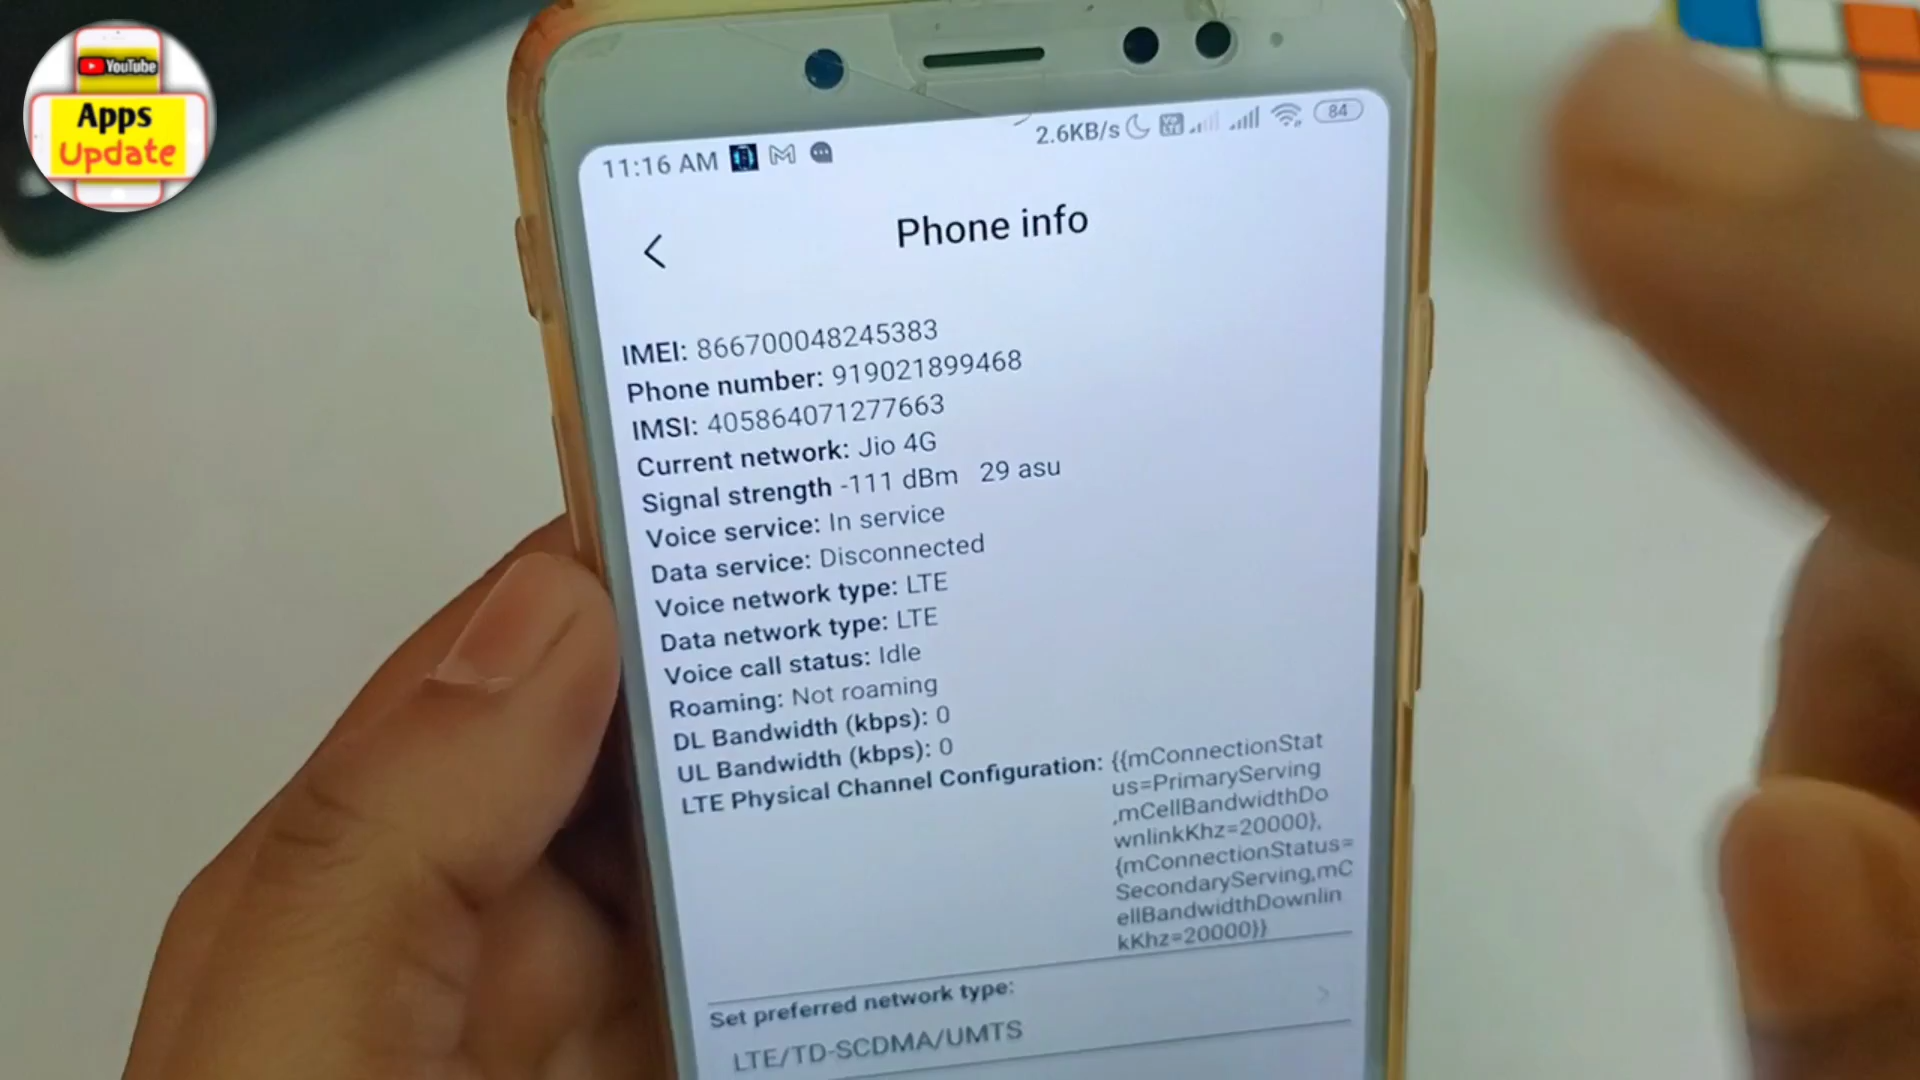 YouTube
Apps
Update
11:16 AM
2.6KB/s
84
Phone info
IMEI: 866700048245383
Phone number: 919021899468
IMSI: 405864071277663
Current network: Jio 4G
Signal strength -111 dBm 29 asu
Voice service: In service
Data service: Disconnected
Voice network type: LTE
Data network type: LTE
Voice call status: Idle
Roaming: Not roaming
DL Bandwidth (kbps): 0
UL Bandwidth (kbps): 0
LTE Physical Channel Configuration: {{mConnectionStat
us=PrimaryServing
,mCellBandwidthDo
wnlinkKhz=20000},
{mConnectionStatus=
SecondaryServing,mC
ellBandwidthDownlin
kKhz=20000}}
Set preferred network type:
LTE/TD-SCDMA/UMTS